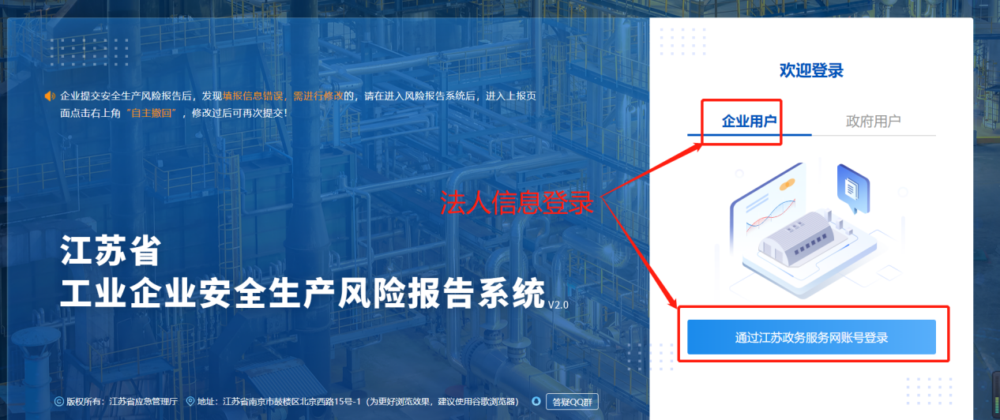 企业提交安全生产风险报告后，发现填报信息错误，需进行修改的，请在进入风险报告系统后，进入上报页
面点击右上角“自主撤回”，修改过后可再次提交！
江苏省
工业企业安全生产风险报告系统V2.0
版权所有：江苏省应急管理厅 地址：江苏省南京市鼓楼区北京西路15号-1（为更好浏览效果，建议使用谷歌浏览器） 答疑QQ群
法人信息登录
欢迎登录
企业用户 政府用户
通过江苏政务服务网账号登录